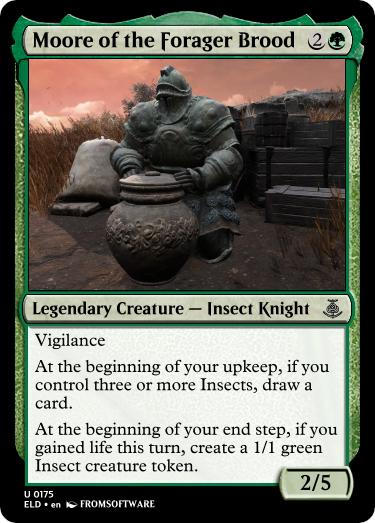 Moore of the Forager Brood 2
Legendary Creature — Insect Knight
Vigilance
At the beginning of your upkeep, if you
control three or more Insects, draw a
card.
At the beginning of your end step, if you
gained life this turn, create a 1/1 green
Insect creature token.
2/5
U 0175
ELD • en FROMSOFTWARE